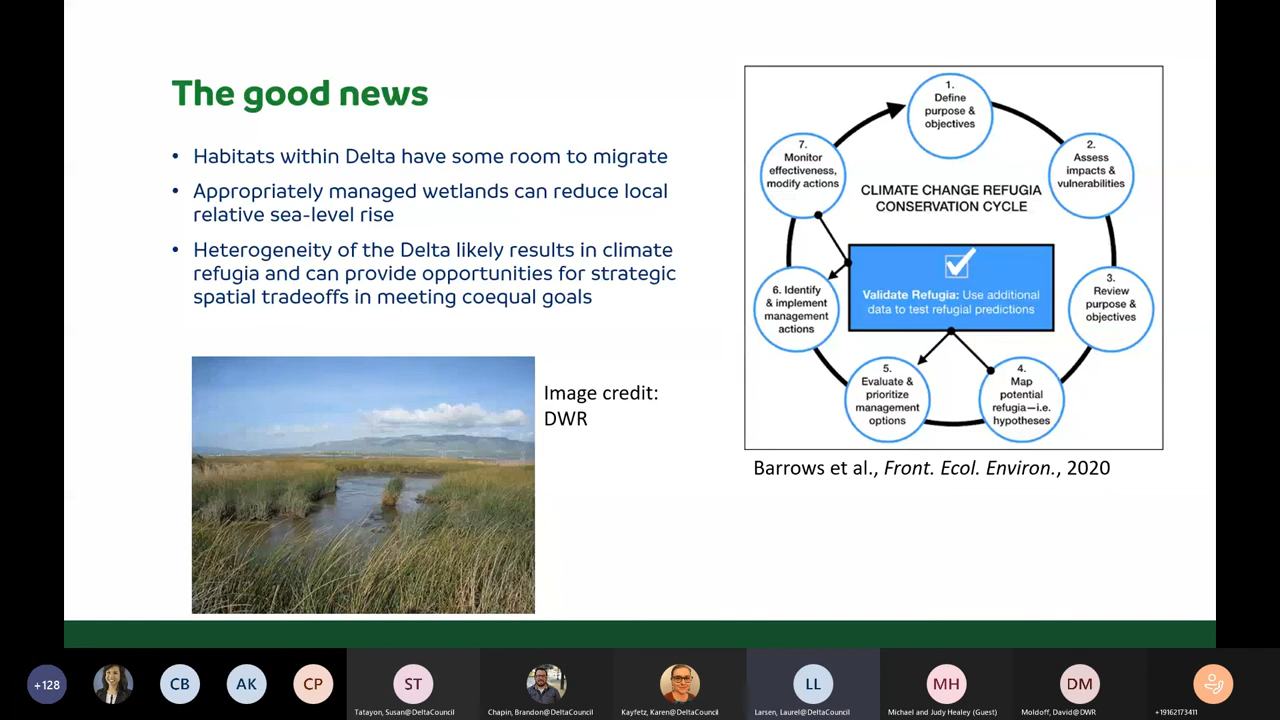 The good news
• Habitats within Delta have some room to migrate
• Appropriately managed wetlands can reduce local
relative sea-level rise
• Heterogeneity of the Delta likely results in climate
refugia and can provide opportunities for strategic
spatial tradeoffs in meeting coequal goals
Image credit:
DWR
1.
Define
purpose &
objectives
2.
Assess
impacts &
vulnerabilities
3.
Review
purpose &
objectives
4.
Map
potential
refugia—i.e.
hypotheses
5.
Evaluate &
prioritize
management
options
6. Identify
& implement
management
actions
7.
Monitor
effectiveness,
modify actions
CLIMATE CHANGE REFUGIA
CONSERVATION CYCLE
Validate Refugia: Use additional
data to test refugial predictions
Barrows et al., Front. Ecol. Environ., 2020
+128
CB
AK
CP
ST
LL
MH
DM
Tatayon, Susan@DeltaCouncil
Chapin, Brandon@DeltaCouncil
Kayfetz, Karen@DeltaCouncil
Larsen, Laurel@DeltaCouncil
Michael and Judy Healey (Guest)
Moldoff, David@DWR
+19162173411